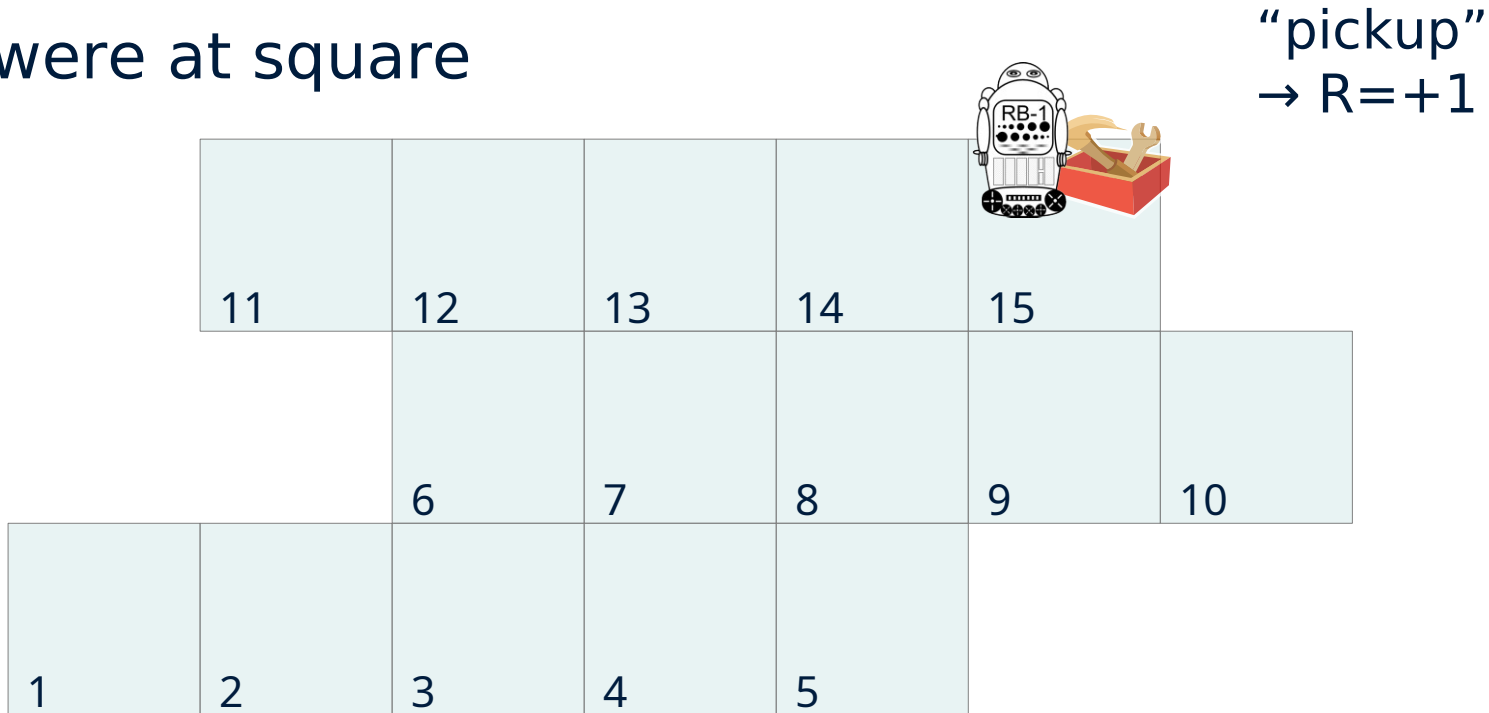 were at square
“pickup”
→ R=+1
RB-1
11 12 13 14 15
6 7 8 9 10
1 2 3 4 5